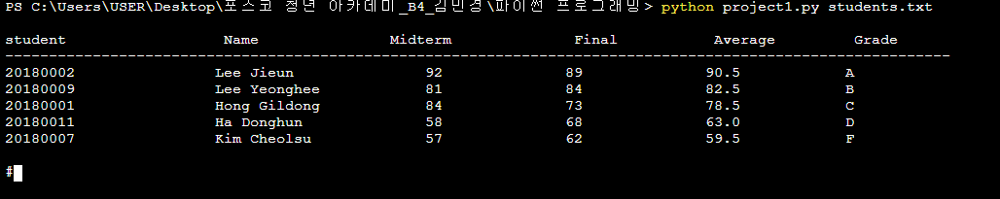 PS C:\Users\USER\Desktop\포스코 청년 아카데미_B4_김민경\파이썬 프로그래밍> python project1.py students.txt
student Name Midterm Final Average Grade
--------------------------------------------------------------------------------------------------------------
20180002 Lee Jieun 92 89 90.5 A
20180009 Lee Yeonghee 81 84 82.5 B
20180001 Hong Gildong 84 73 78.5 C
20180011 Ha Donghun 58 68 63.0 D
20180007 Kim Cheolsu 57 62 59.5 F
#